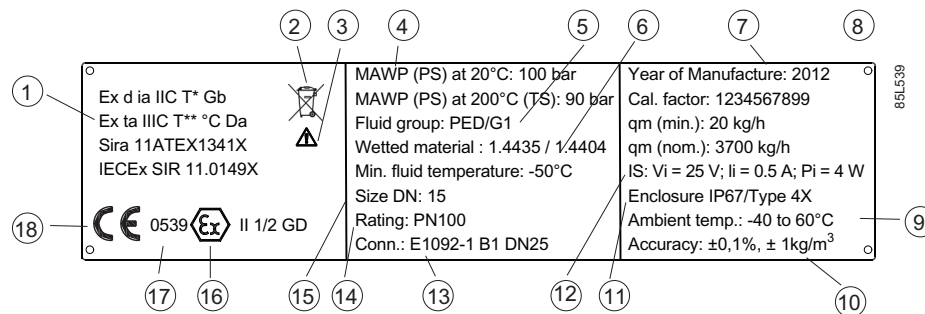 2
3
4
5
6
7
8
1
Ex d ia IIC T* Gb
Ex ta IIIC T** °C Da
Sira 11ATEX1341X
IECEx SIR 11.0149X
CE 0539 Ex II 1/2 GD
MAWP (PS) at 20°C: 100 bar
MAWP (PS) at 200°C (TS): 90 bar
Fluid group: PED/G1
Wetted material : 1.4435 / 1.4404
Min. fluid temperature: -50°C
Size DN: 15
Rating: PN100
Conn.: E1092-1 B1 DN25
Year of Manufacture: 2012
Cal. factor: 1234567899
qm (min.): 20 kg/h
qm (nom.): 3700 kg/h
IS: Vi = 25 V; Ii = 0.5 A; Pi = 4 W
Enclosure IP67/Type 4X
Ambient temp.: -40 to 60°C
Accuracy: ±0,1%, ± 1kg/m³
85L539
18
9
17
16
15
14
13
12
11
10